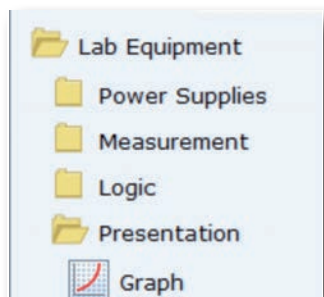 Lab Equipment
Power Supplies
Measurement
Logic
Presentation
Graph